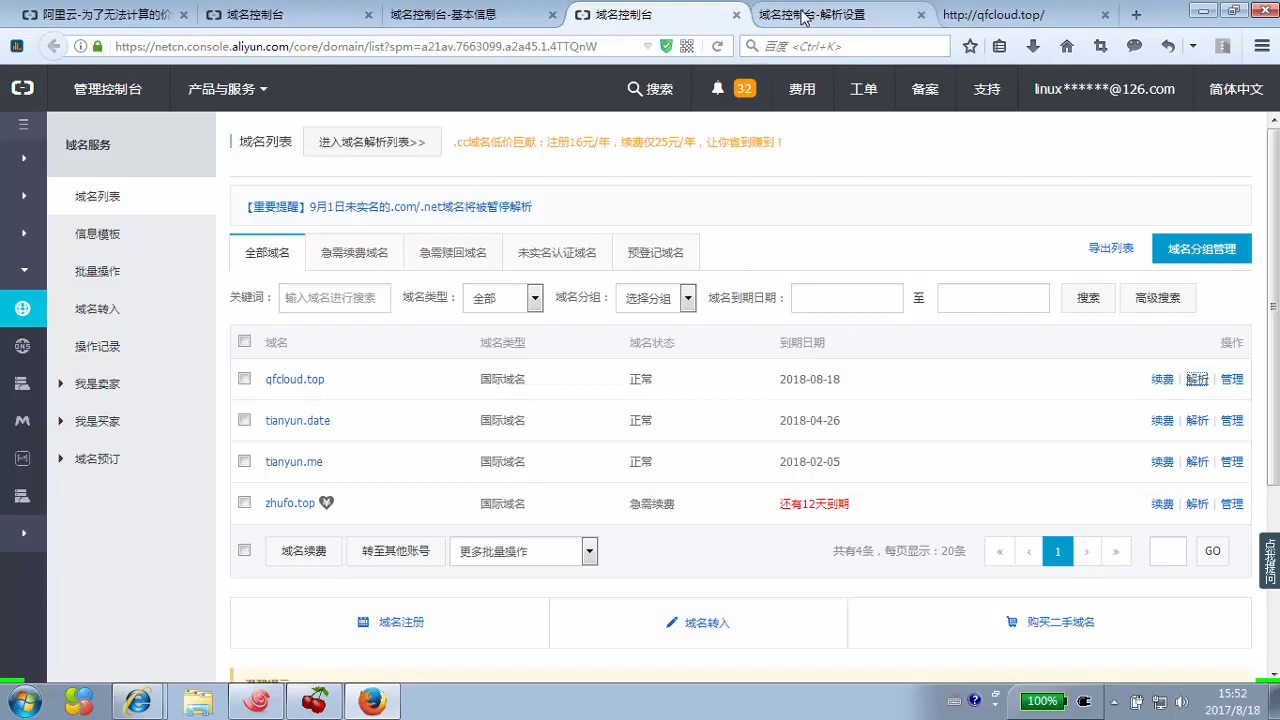 阿里云-为了无法计算的价
域名控制台
域名控制台-基本信息
域名控制台
域名控制台-解析设置
http://qfcloud.top/
https://netcn.console.aliyun.com/core/domain/list?spm=a21av.7663099.a2a45.1.4TTQnW
百度 <Ctrl+K>
管理控制台
产品与服务
搜索
32
费用
工单
备案
支持
linux******@126.com
简体中文
域名服务
域名列表
信息模板
批量操作
域名转入
操作记录
我是卖家
我是买家
域名预订
域名列表
进入域名解析列表>>
.cc域名低价巨献：注册16元/年，续费仅25元/年，让你省到赚到！
【重要提醒】9月1日未实名的.com/.net域名将被暂停解析
全部域名 急需续费域名 急需赎回域名 未实名认证域名 预登记域名
导出列表 域名分组管理
关键词： 输入域名进行搜索 域名类型： 全部 域名分组： 选择分组 域名到期日期： 至 搜索 高级搜索
域名 域名类型 域名状态 到期日期 操作
qfcloud.top 国际域名 正常 2018-08-18 续费 | 解析 | 管理
tianyun.date 国际域名 正常 2018-04-26 续费 | 解析 | 管理
tianyun.me 国际域名 正常 2018-02-05 续费 | 解析 | 管理
zhufo.top 国际域名 急需续费 还有12天到期 续费 | 解析 | 管理
域名续费 转至其他账号 更多批量操作 共有4条，每页显示：20条 « ‹ 1 › » GO
域名注册 域名转入 购买二手域名
点我提问
100%
15:52
2017/8/18